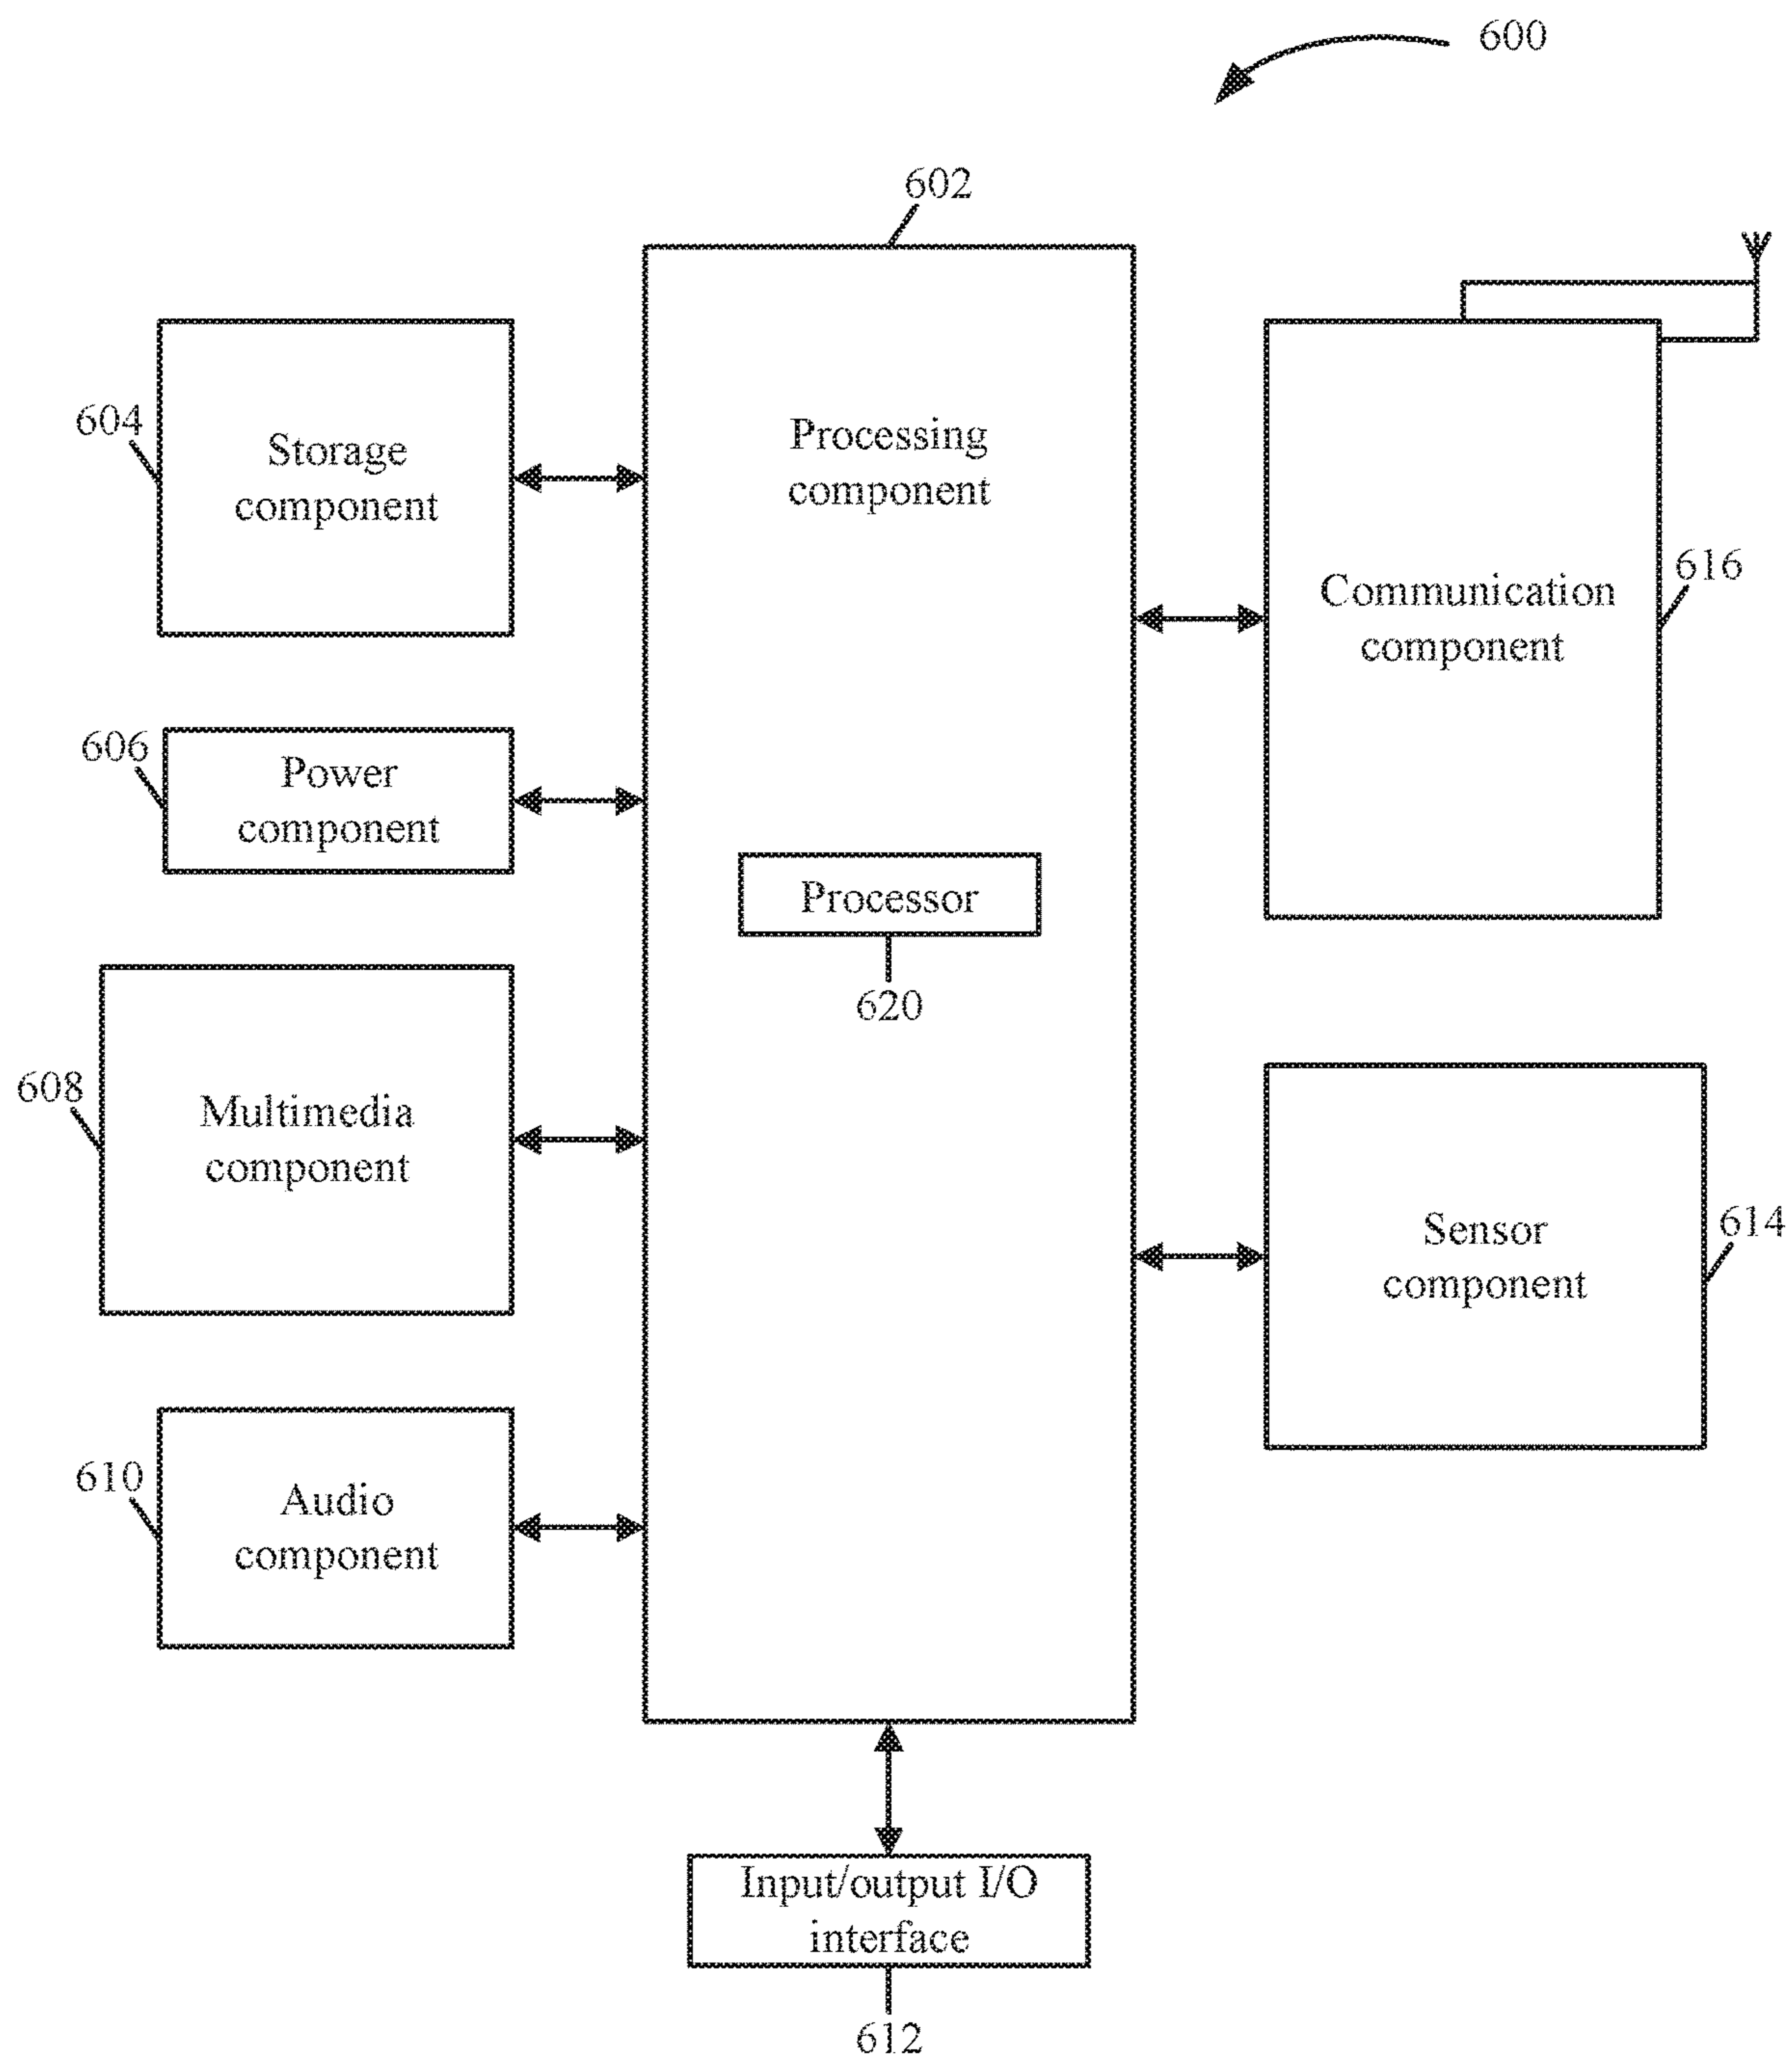 600
602
604
Storage
component
Processing
component
616
Communication
component
606
Power
component
Processor
620
608
Multimedia
component
614
Sensor
component
610
Audio
component
Input/output I/O
interface
612